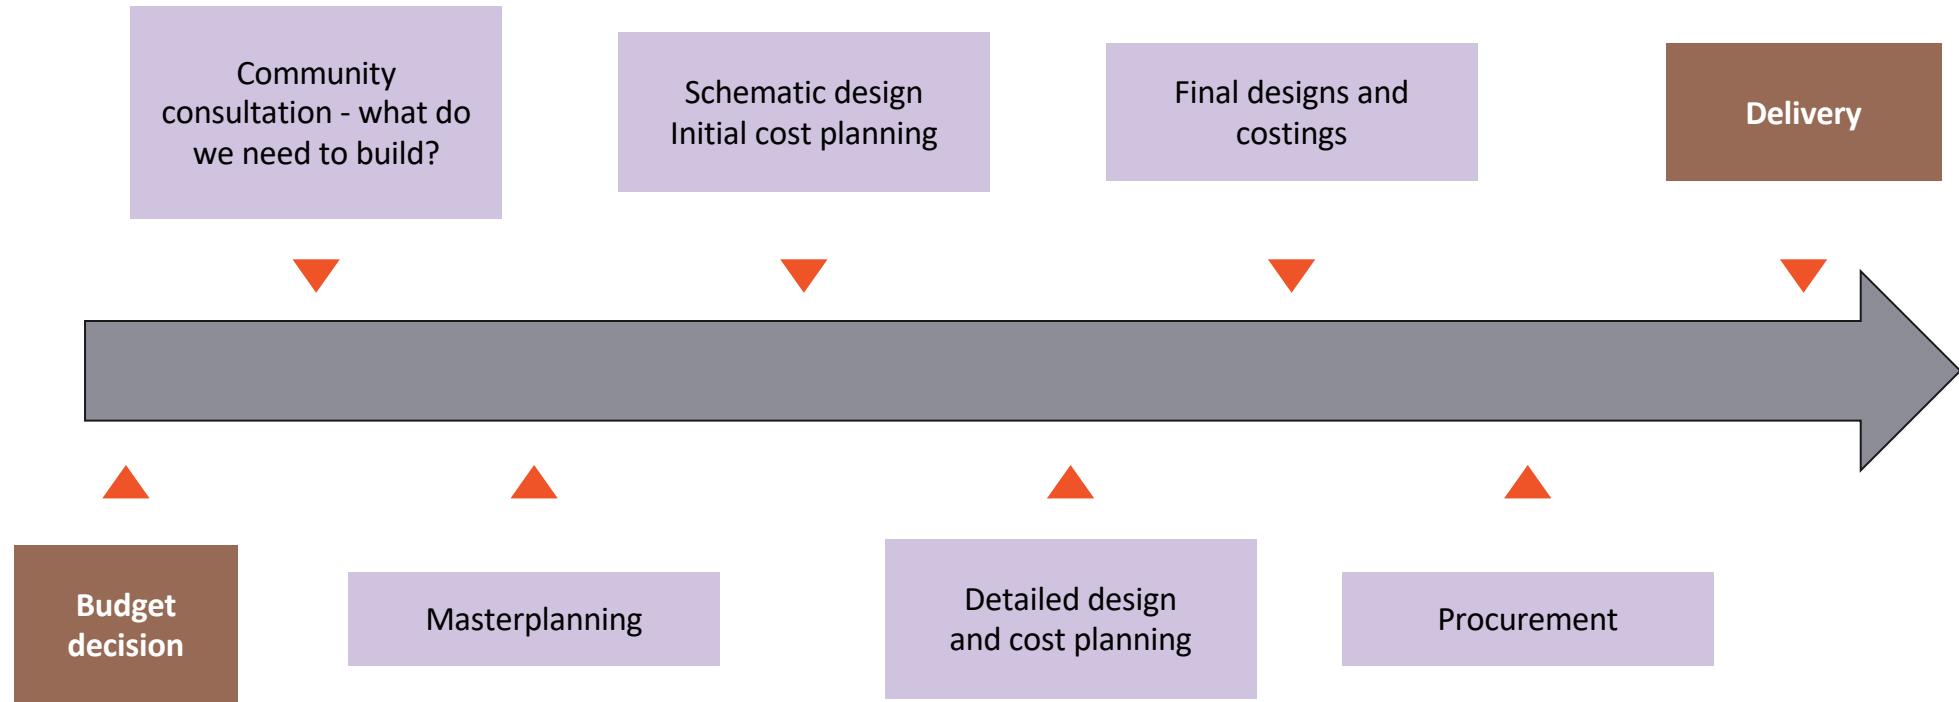 Community
consultation - what do
we need to build?
Schematic design
Initial cost planning
Final designs and
costings
Delivery
Budget
decision
Masterplanning
Detailed design
and cost planning
Procurement